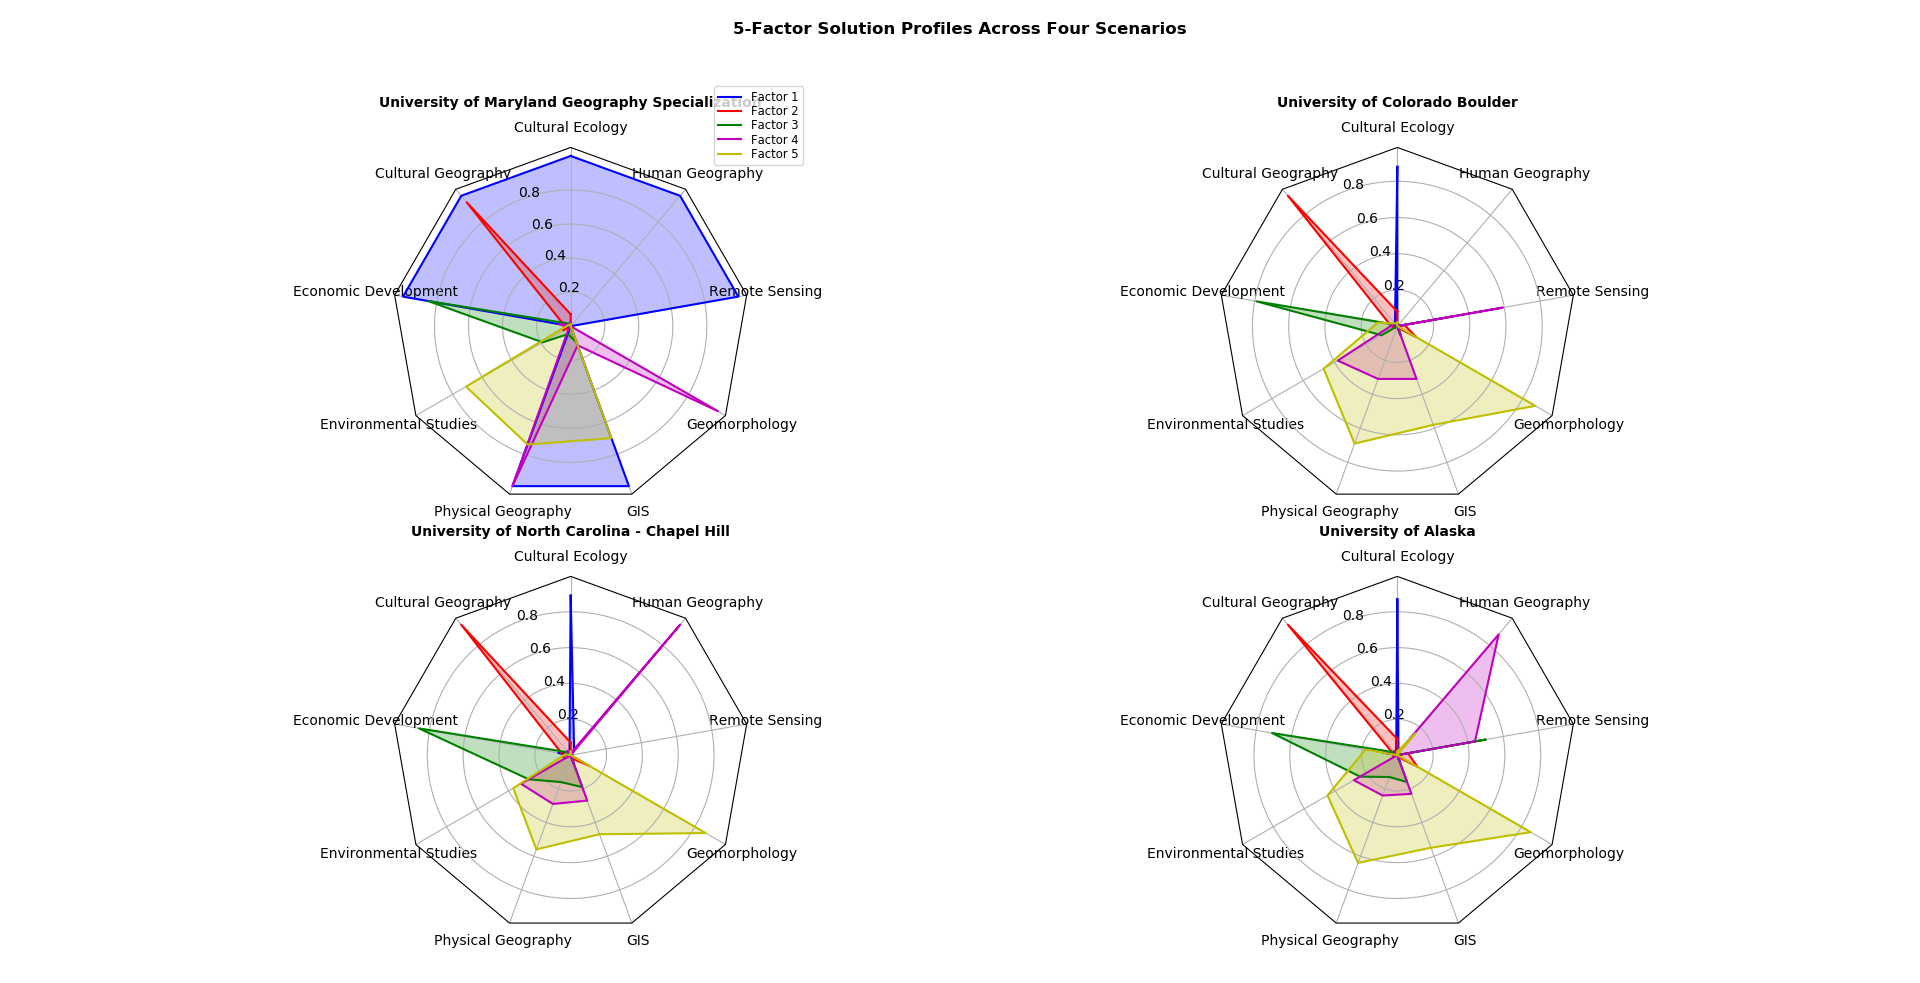 5-Factor Solution Profiles Across Four Scenarios
University of Maryland Geography Specialization
Factor 1
Factor 2
Factor 3
Factor 4
Factor 5
Cultural Ecology
Cultural Geography
Human Geography
Economic Development
Remote Sensing
Environmental Studies
Geomorphology
Physical Geography
GIS
0.8
0.6
0.4
0.2
University of Colorado Boulder
Cultural Ecology
Cultural Geography
Human Geography
Economic Development
Remote Sensing
Environmental Studies
Geomorphology
Physical Geography
GIS
0.8
0.6
0.4
0.2
University of North Carolina - Chapel Hill
Cultural Ecology
Cultural Geography
Human Geography
Economic Development
Remote Sensing
Environmental Studies
Geomorphology
Physical Geography
GIS
0.8
0.6
0.4
0.2
University of Alaska
Cultural Ecology
Cultural Geography
Human Geography
Economic Development
Remote Sensing
Environmental Studies
Geomorphology
Physical Geography
GIS
0.8
0.6
0.4
0.2